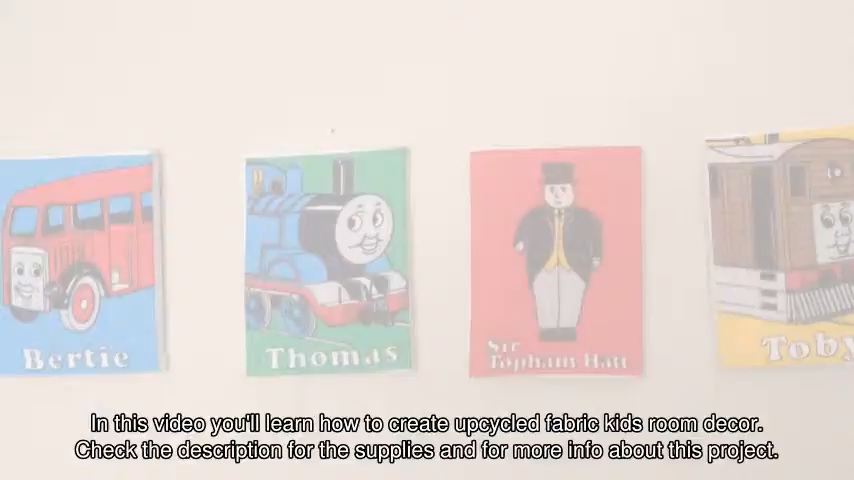 Bertie
Thomas
Sir
Topham Hatt
Toby
In this video you'll learn how to create upcycled fabric kids room decor.
Check the description for the supplies and for more info about this project.